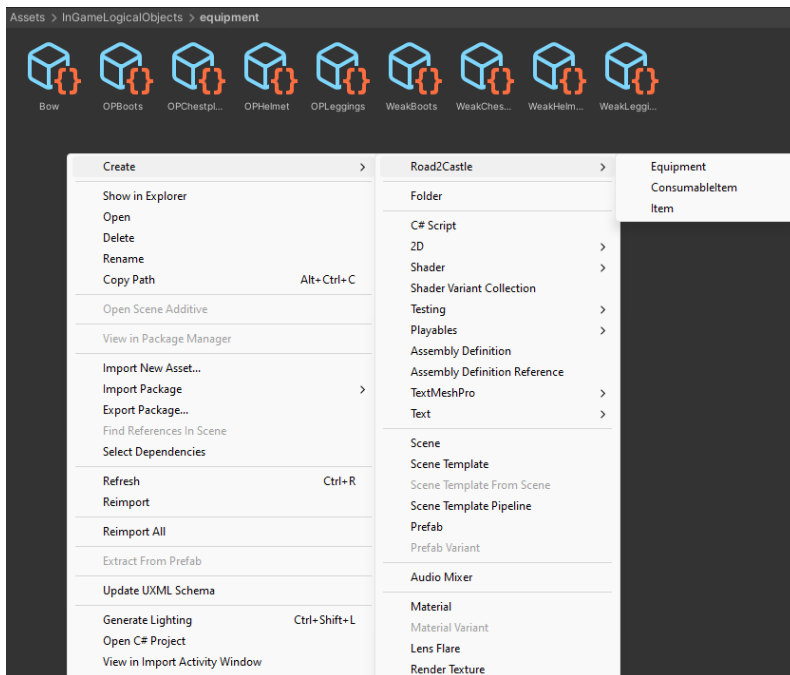 Assets > InGameLogicalObjects > equipment
Bow OPBoots OPChestpl... OPHelmet OPLeggings WeakBoots WeakChes... WeakHelm... WeakLeggi...
Create > Road2Castle > Equipment
ConsumableItem
Item
Show in Explorer
Open
Delete
Rename
Copy Path Alt+Ctrl+C
Open Scene Additive
View in Package Manager
Import New Asset...
Import Package >
Export Package...
Find References In Scene
Select Dependencies
Refresh Ctrl+R
Reimport
Reimport All
Extract From Prefab
Update UXML Schema
Generate Lighting Ctrl+Shift+L
Open C# Project
View in Import Activity Window
Folder
C# Script
2D >
Shader >
Shader Variant Collection
Testing >
Playables >
Assembly Definition
Assembly Definition Reference
TextMeshPro >
Text >
Scene
Scene Template
Scene Template From Scene
Scene Template Pipeline
Prefab
Prefab Variant
Audio Mixer
Material
Material Variant
Lens Flare
Render Texture